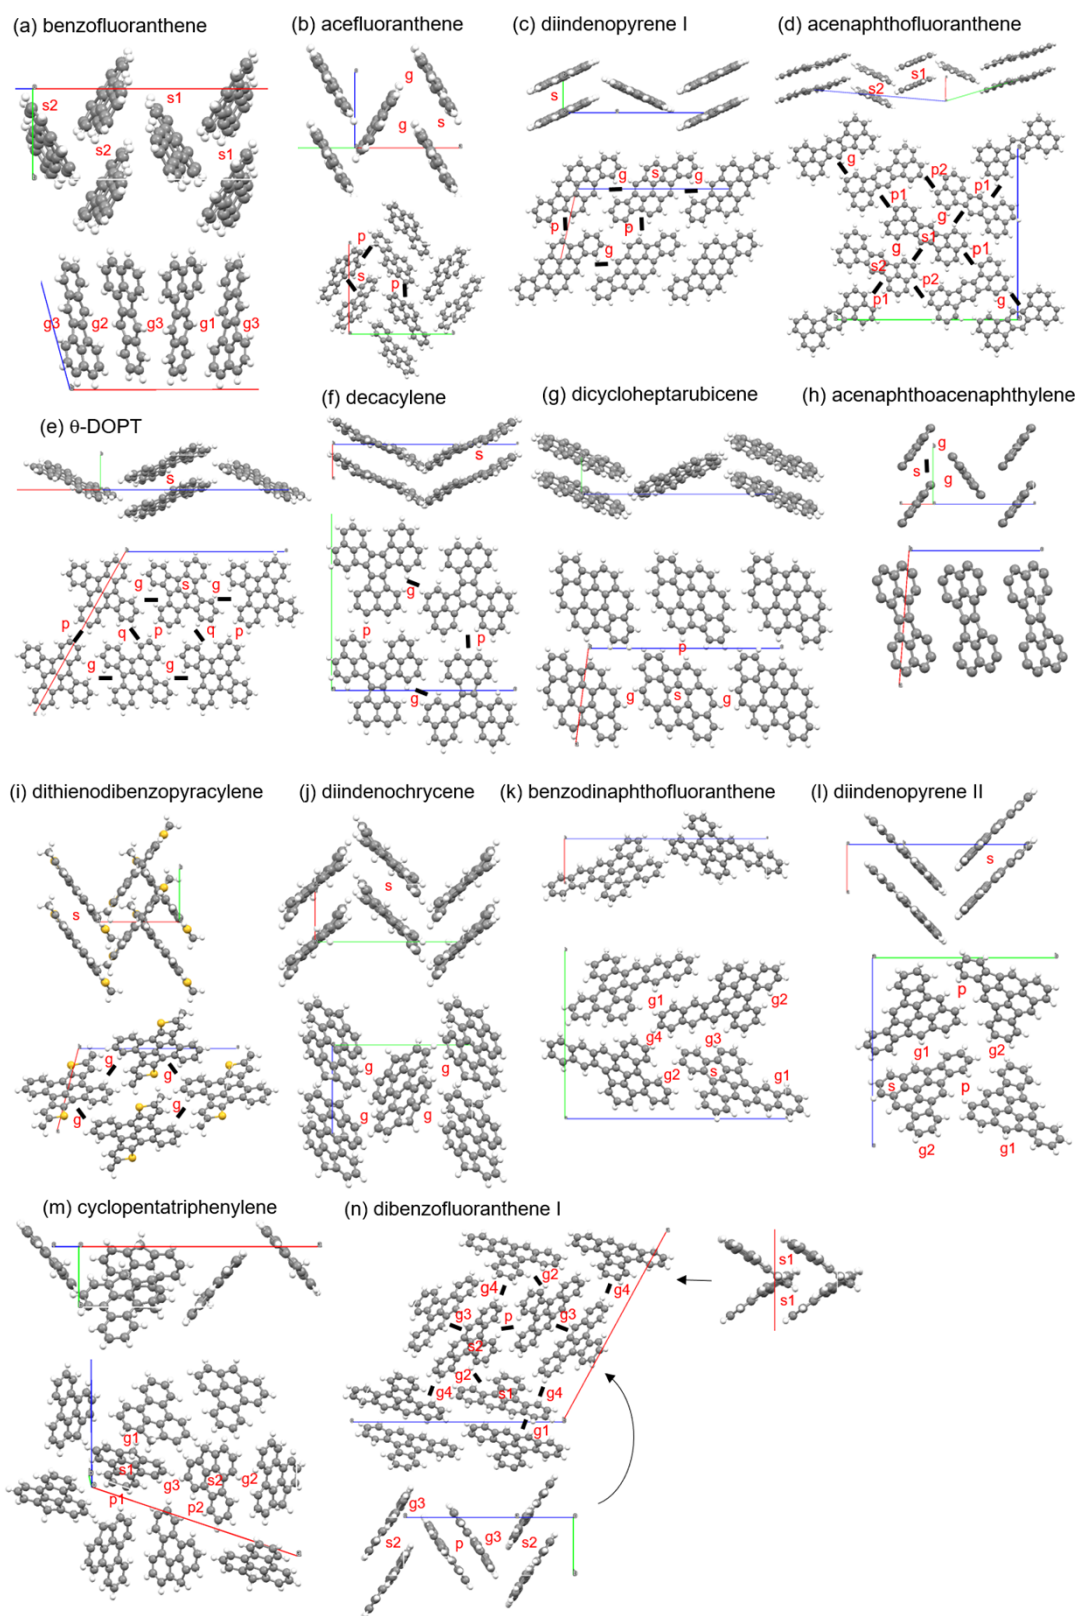 (a) benzofluoranthene
(b) acefluoranthene
(c) diindenopyrene I
(d) acenaphthofluoranthene
s2 s1
s2 s1
g3 g2 g3 g1 g3
g
g s
p
s p
s
g s g
p p
g
s1
s2
g p2
p1 p1
g
g s1 p1
s2 p2
p1 g
(e) θ-DOPT
(f) decacylene
(g) dicycloheptarubicene
(h) acenaphthoacenaphthylene
s
g s g
p q p q p
g g
s
g
p p
g
p
g s g
g
s g
(i) dithienodibenzopyracylene
(j) diindenochrycene
(k) benzodinaphthofluoranthene
(l) diindenopyrene II
s
g g
g g
s
g g
g g
g1 g2
g4 g3
g2 s g1
s
p
g1 g2
s p
g2 g1
(m) cyclopentatriphenylene
(n) dibenzofluoranthene I
g1
s1 g3 s2 g2
p1 p2
g2
g4 g4
g3 p g3
s2
g2
g4 s1 g4
g1
s1
s1
g3
s2 p g3 s2